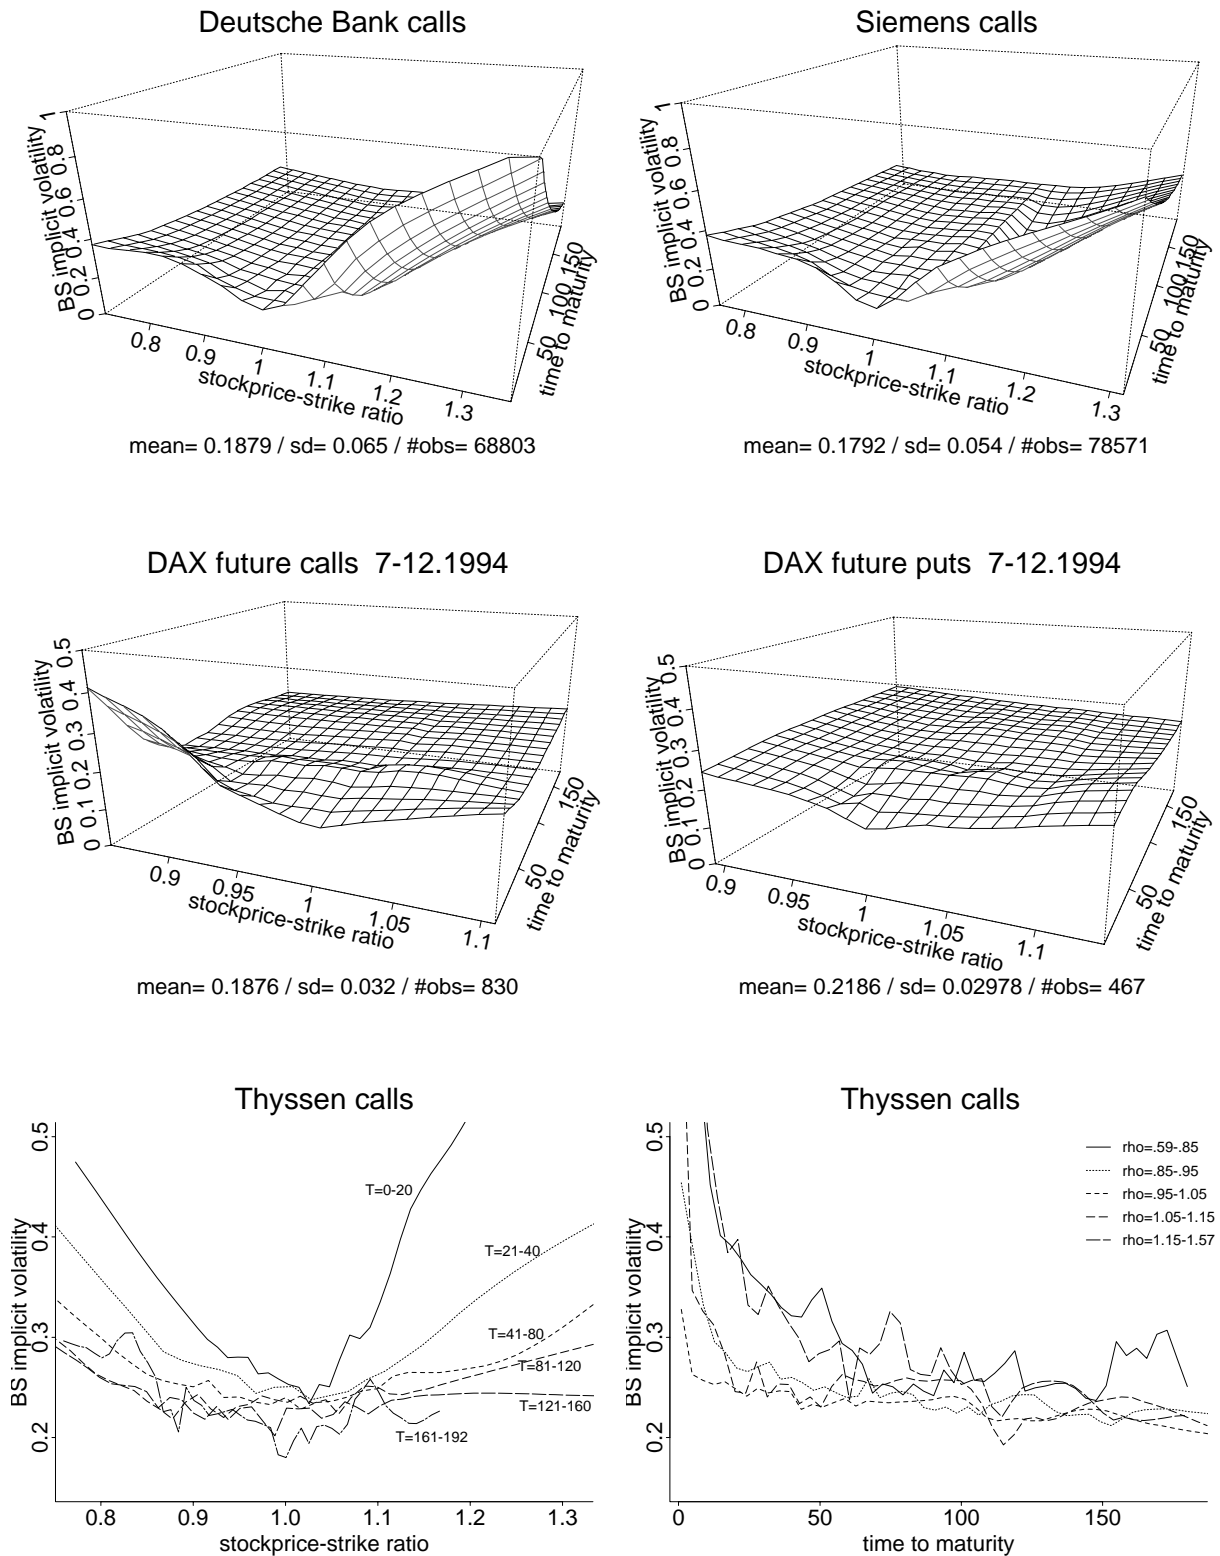 Deutsche Bank calls
BS implicit volatility
0 0.2 0.4 0.6 0.8 1
0.8 0.9 1 1.1 1.2 1.3
stockprice-strike ratio
50 100 150
time to maturity
mean= 0.1879 / sd= 0.065 / #obs= 68803
Siemens calls
BS implicit volatility
0 0.2 0.4 0.6 0.8 1
0.8 0.9 1 1.1 1.2 1.3
stockprice-strike ratio
50 100 150
time to maturity
mean= 0.1792 / sd= 0.054 / #obs= 78571
DAX future calls 7-12.1994
BS implicit volatility
0 0.1 0.2 0.3 0.4 0.5
0.9 0.95 1 1.05 1.1
stockprice-strike ratio
50 150
time to maturity
mean= 0.1876 / sd= 0.032 / #obs= 830
DAX future puts 7-12.1994
BS implicit volatility
0 0.1 0.2 0.3 0.4 0.5
0.9 0.95 1 1.05 1.1
stockprice-strike ratio
50 150
time to maturity
mean= 0.2186 / sd= 0.02978 / #obs= 467
Thyssen calls
BS implicit volatility
0.2 0.3 0.4 0.5
T=0-20
T=21-40
T=41-80
T=81-120
T=121-160
T=161-192
0.8 0.9 1.0 1.1 1.2 1.3
stockprice-strike ratio
Thyssen calls
BS implicit volatility
0.2 0.3 0.4 0.5
rho=.59-.85
rho=.85-.95
rho=.95-1.05
rho=1.05-1.15
rho=1.15-1.57
0 50 100 150
time to maturity